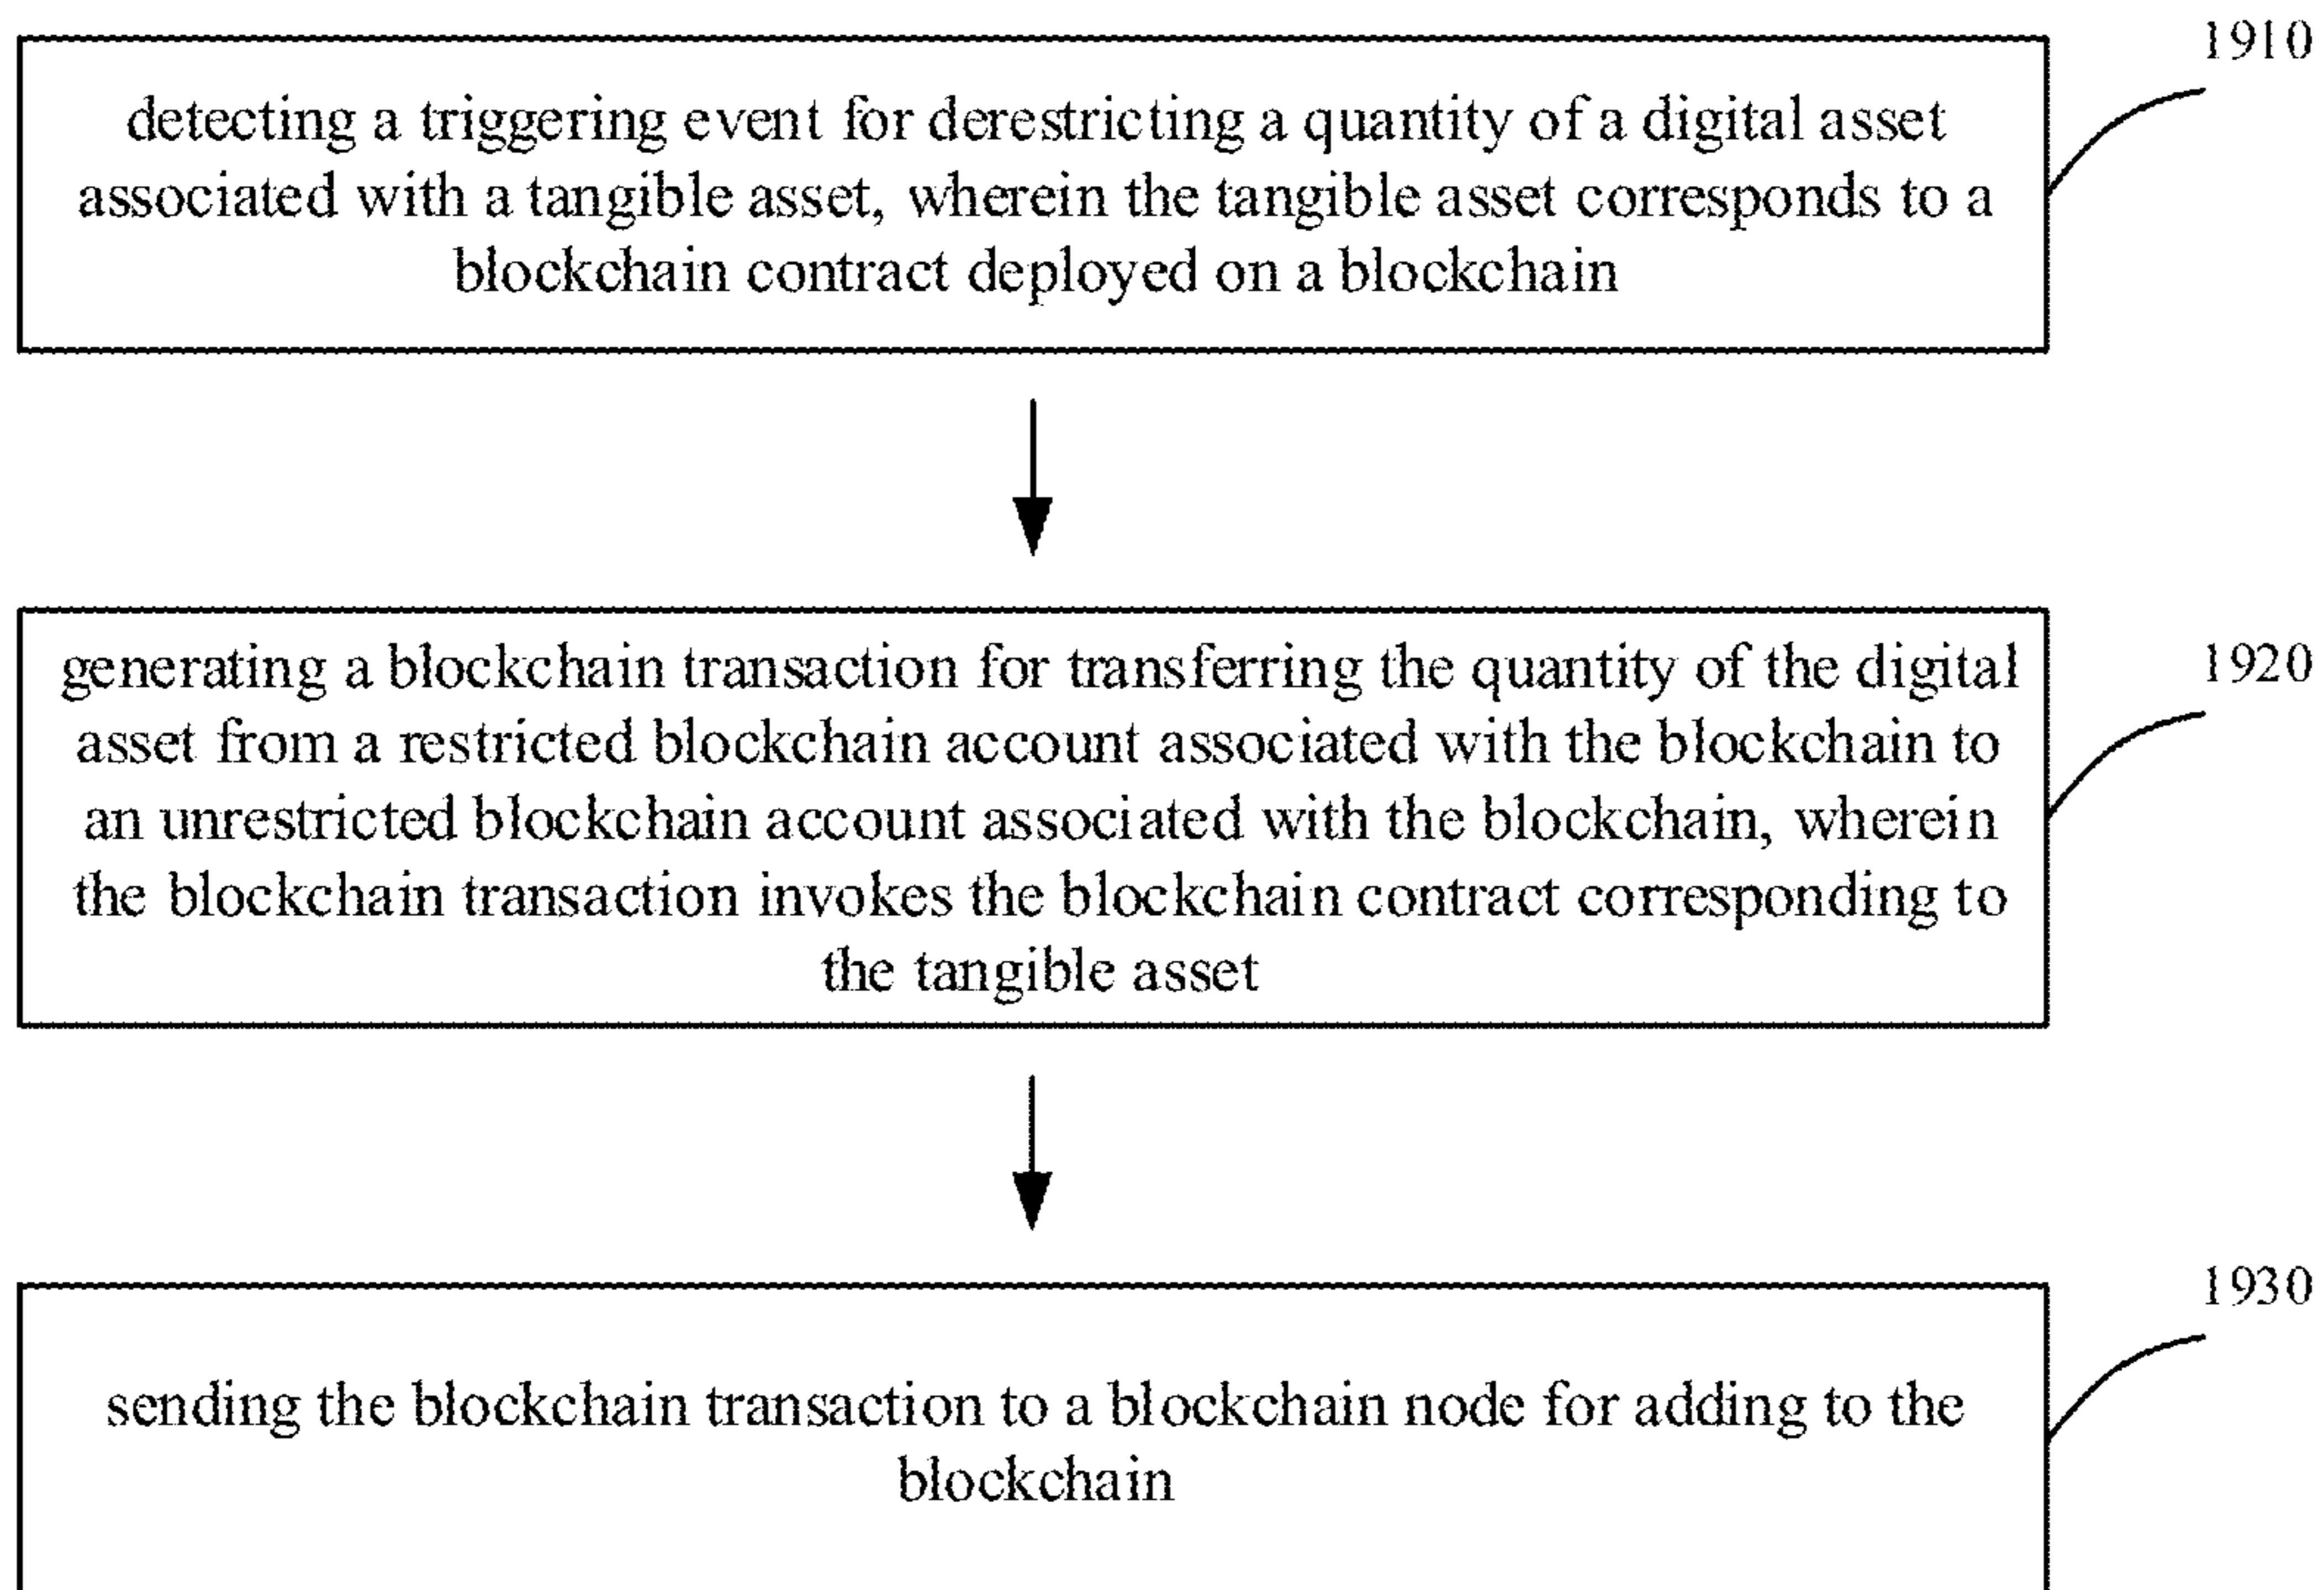 1910
detecting a triggering event for derestricting a quantity of a digital asset
associated with a tangible asset, wherein the tangible asset corresponds to a
blockchain contract deployed on a blockchain
1920
generating a blockchain transaction for transferring the quantity of the digital
asset from a restricted blockchain account associated with the blockchain to
an unrestricted blockchain account associated with the blockchain, wherein
the blockchain transaction invokes the blockchain contract corresponding to
the tangible asset
1930
sending the blockchain transaction to a blockchain node for adding to the
blockchain